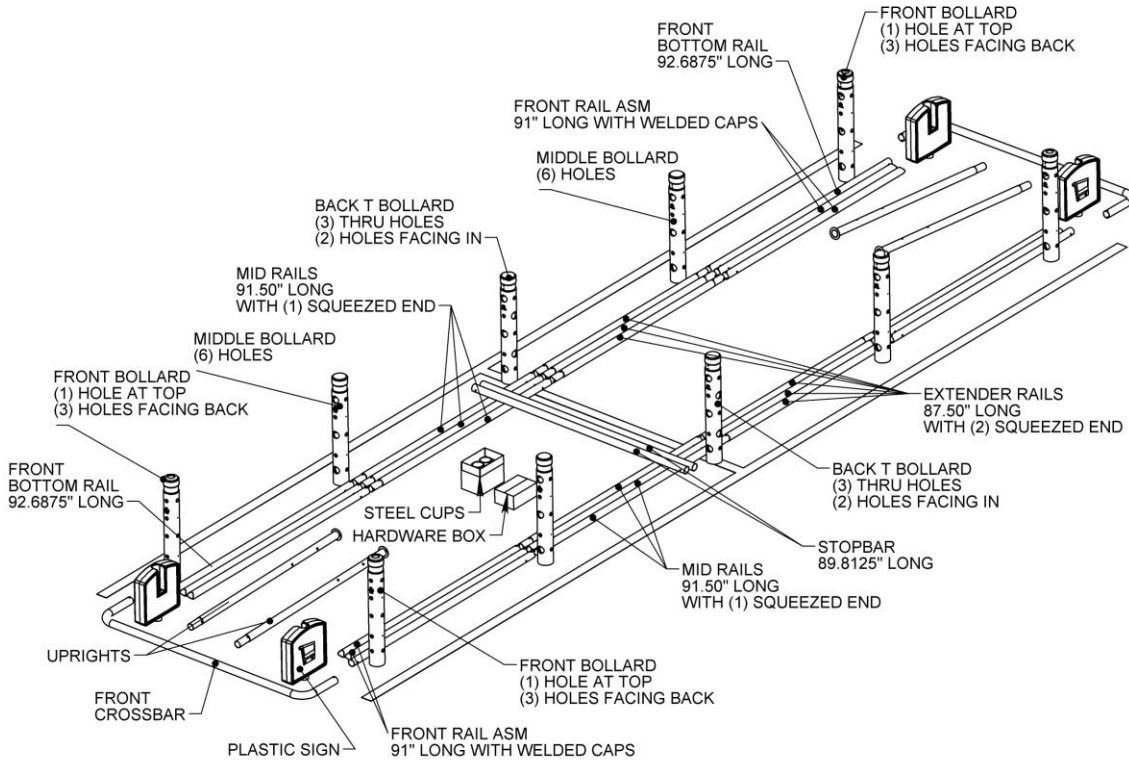 FRONT BOLLARD
(1) HOLE AT TOP
(3) HOLES FACING BACK
FRONT
BOTTOM RAIL
92.6875" LONG
FRONT RAIL ASM
91" LONG WITH WELDED CAPS
MIDDLE BOLLARD
(6) HOLES
BACK T BOLLARD
(3) THRU HOLES
(2) HOLES FACING IN
MID RAILS
91.50" LONG
WITH (1) SQUEEZED END
MIDDLE BOLLARD
(6) HOLES
FRONT BOLLARD
(1) HOLE AT TOP
(3) HOLES FACING BACK
FRONT
BOTTOM RAIL
92.6875" LONG
EXTENDER RAILS
87.50" LONG
WITH (2) SQUEEZED END
BACK T BOLLARD
(3) THRU HOLES
(2) HOLES FACING IN
STEEL CUPS
HARDWARE BOX
STOPBAR
89.8125" LONG
MID RAILS
91.50" LONG
WITH (1) SQUEEZED END
UPRIGHTS
FRONT
CROSSBAR
PLASTIC SIGN
FRONT BOLLARD
(1) HOLE AT TOP
(3) HOLES FACING BACK
FRONT RAIL ASM
91" LONG WITH WELDED CAPS